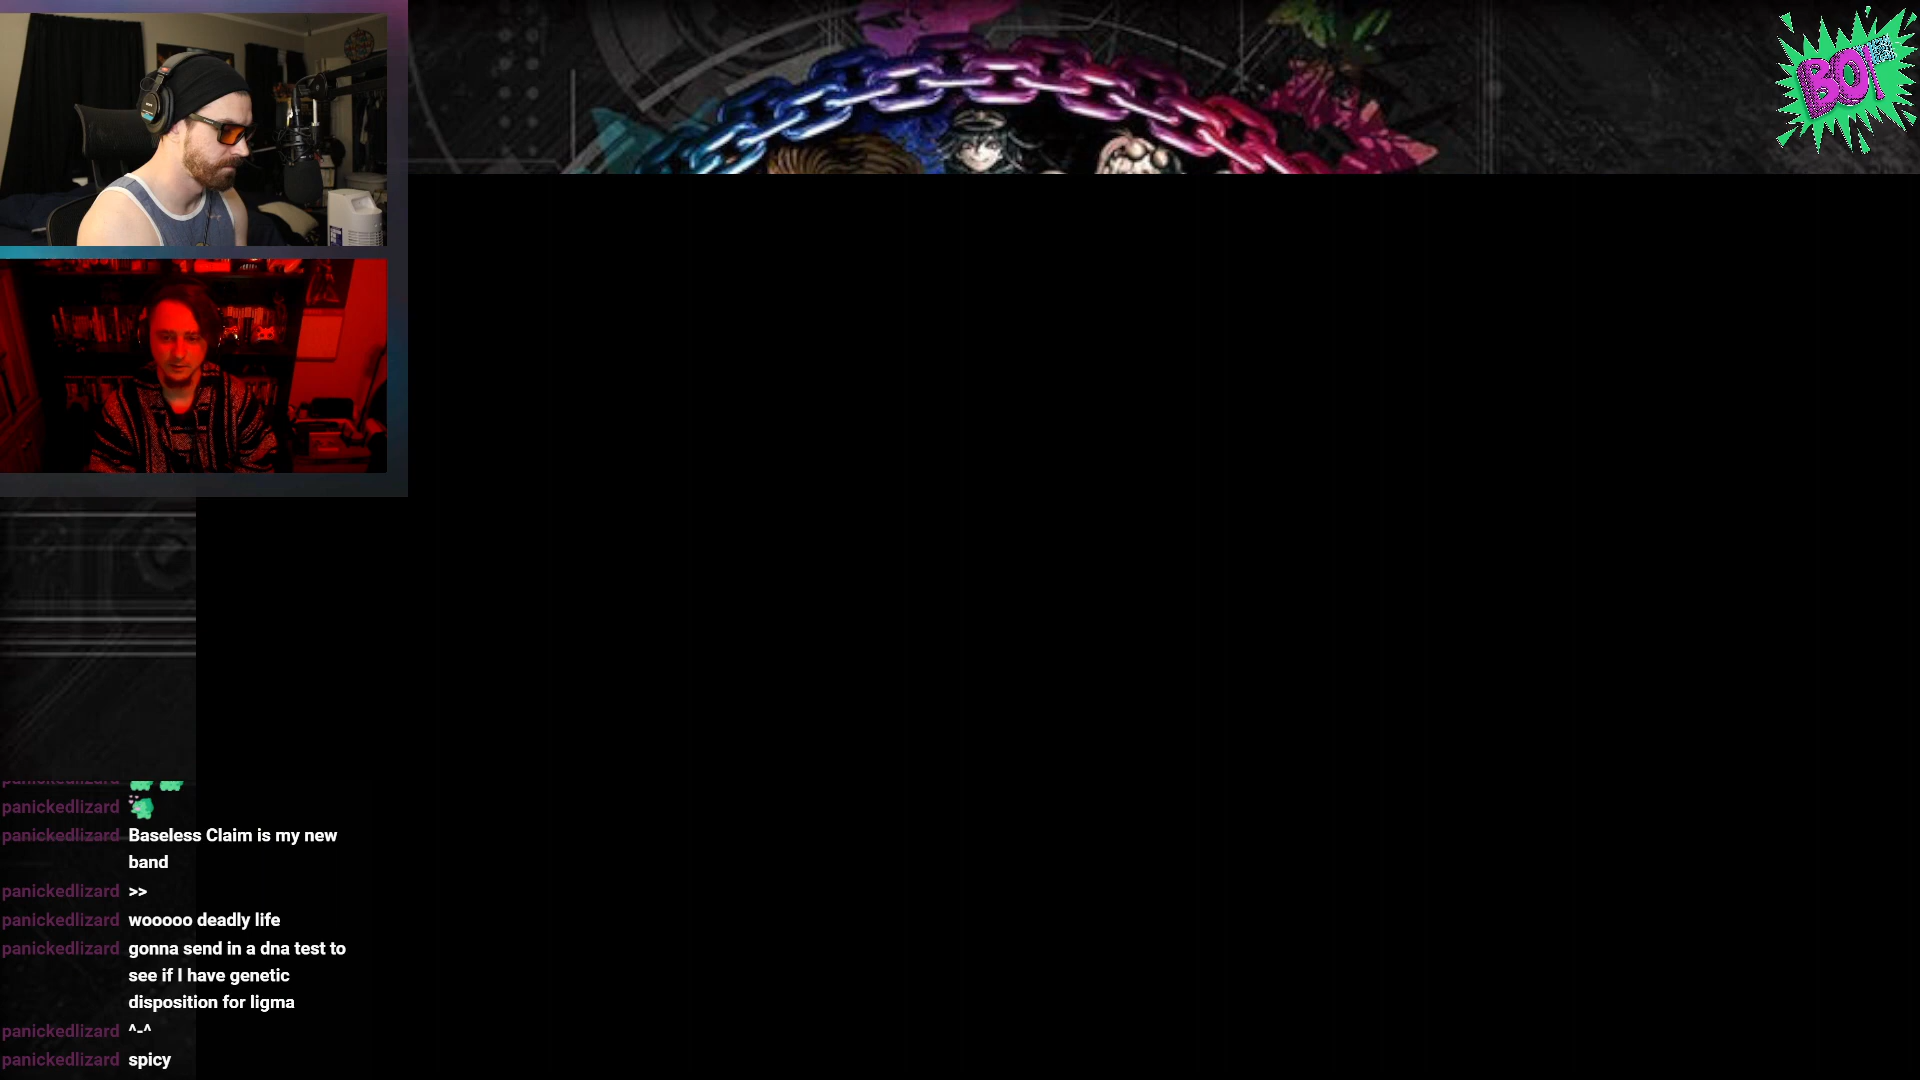 BOI
panickedlizard
panickedlizard
panickedlizard Baseless Claim is my new
band
panickedlizard >>
panickedlizard wooooo deadly life
panickedlizard gonna send in a dna test to
see if I have genetic
disposition for ligma
panickedlizard ^-^
panickedlizard spicy